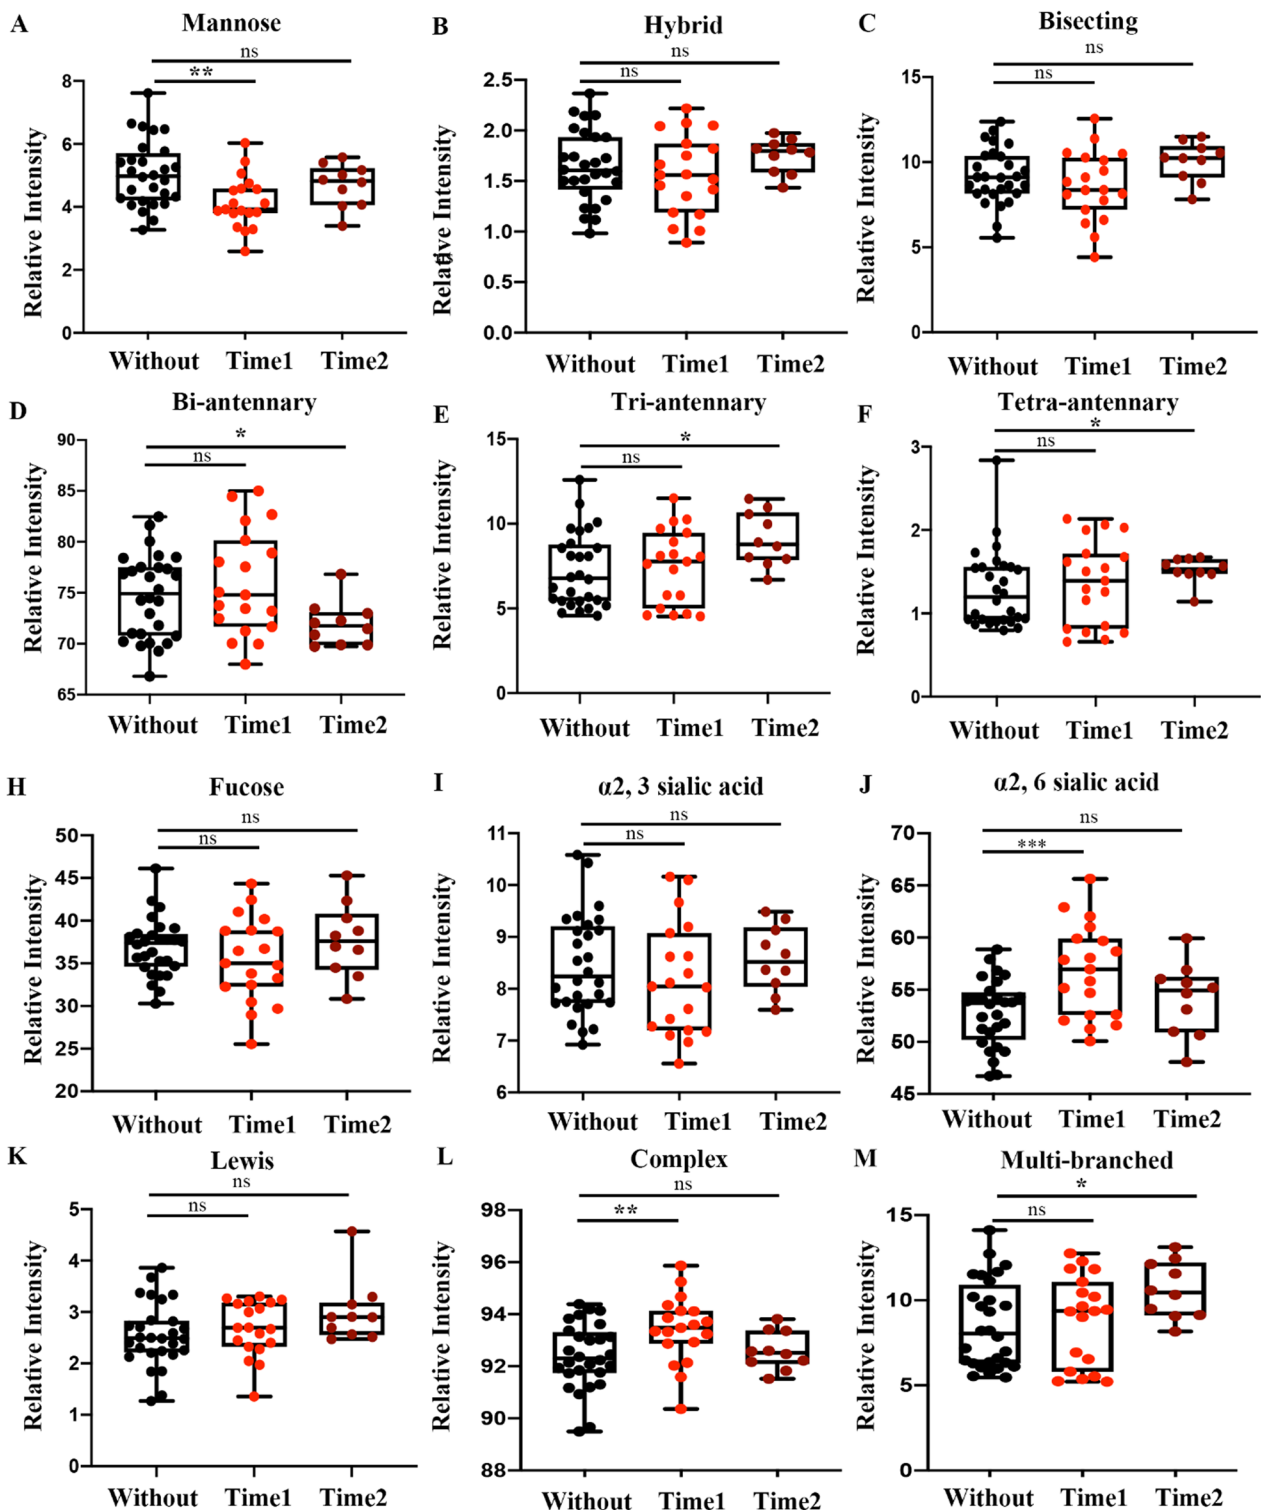 A Mannose
ns
**
Relative Intensity
8
6
4
2
0
Without Time1 Time2
B Hybrid
ns
ns
Relative Intensity
2.5
2.0
1.5
1.0
0.5
0.0
Without Time1 Time2
C Bisecting
ns
ns
Relative Intensity
15
10
5
0
Without Time1 Time2
D Bi-antennary
*
ns
Relative Intensity
90
85
80
75
70
65
Without Time1 Time2
E Tri-antennary
*
ns
Relative Intensity
15
10
5
0
Without Time1 Time2
F Tetra-antennary
*
ns
Relative Intensity
3
2
1
0
Without Time1 Time2
H Fucose
ns
ns
Relative Intensity
50
45
40
35
30
25
20
Without Time1 Time2
I α2, 3 sialic acid
ns
ns
Relative Intensity
11
10
9
8
7
6
Without Time1 Time2
J α2, 6 sialic acid
ns
***
Relative Intensity
70
65
60
55
50
45
Without Time1 Time2
K Lewis
ns
ns
Relative Intensity
5
4
3
2
1
0
Without Time1 Time2
L Complex
ns
**
Relative Intensity
98
96
94
92
90
88
Without Time1 Time2
M Multi-branched
*
ns
Relative Intensity
15
10
5
0
Without Time1 Time2